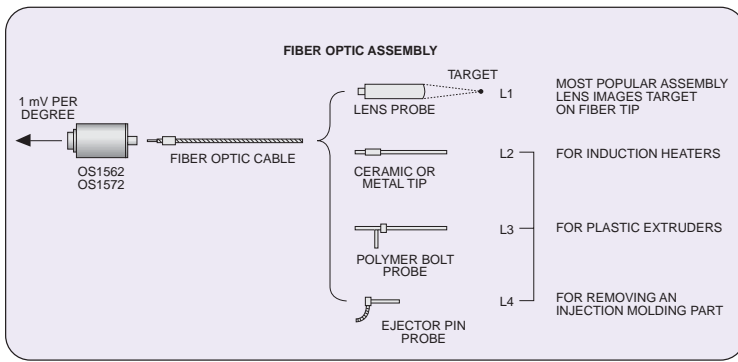 FIBER OPTIC ASSEMBLY
1 mV PER
DEGREE
OS1562
OS1572
FIBER OPTIC CABLE
TARGET
LENS PROBE
L1
MOST POPULAR ASSEMBLY
LENS IMAGES TARGET
ON FIBER TIP
CERAMIC OR
METAL TIP
L2
FOR INDUCTION HEATERS
POLYMER BOLT
PROBE
L3
FOR PLASTIC EXTRUDERS
EJECTOR PIN
PROBE
L4
FOR REMOVING AN
INJECTION MOLDING PART